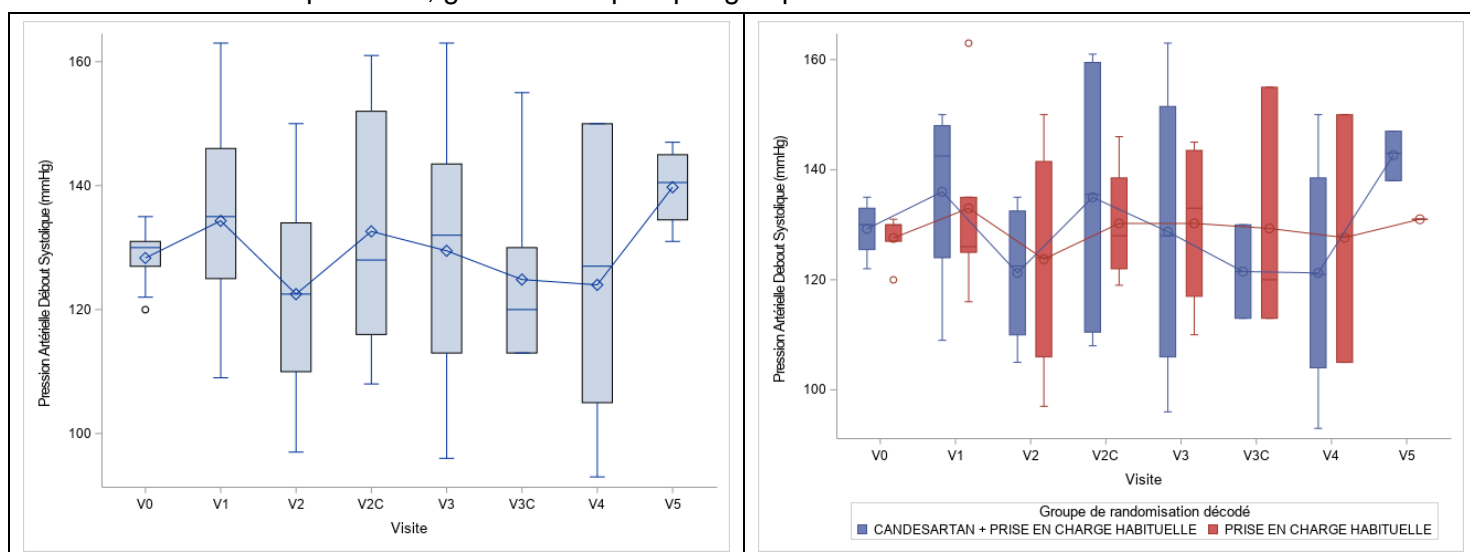 Pression Artérielle Débout Systolique (mmHg)
160
140
120
100
V0 V1 V2 V2C V3 V3C V4 V5
Visite
Pression Artérielle Debout Systolique (mmHg)
160
140
120
100
V0 V1 V2 V2C V3 V3C V4 V5
Visite
Groupe de randomisation décodé
CANDESARTAN + PRISE EN CHARGE HABITUELLE PRISE EN CHARGE HABITUELLE